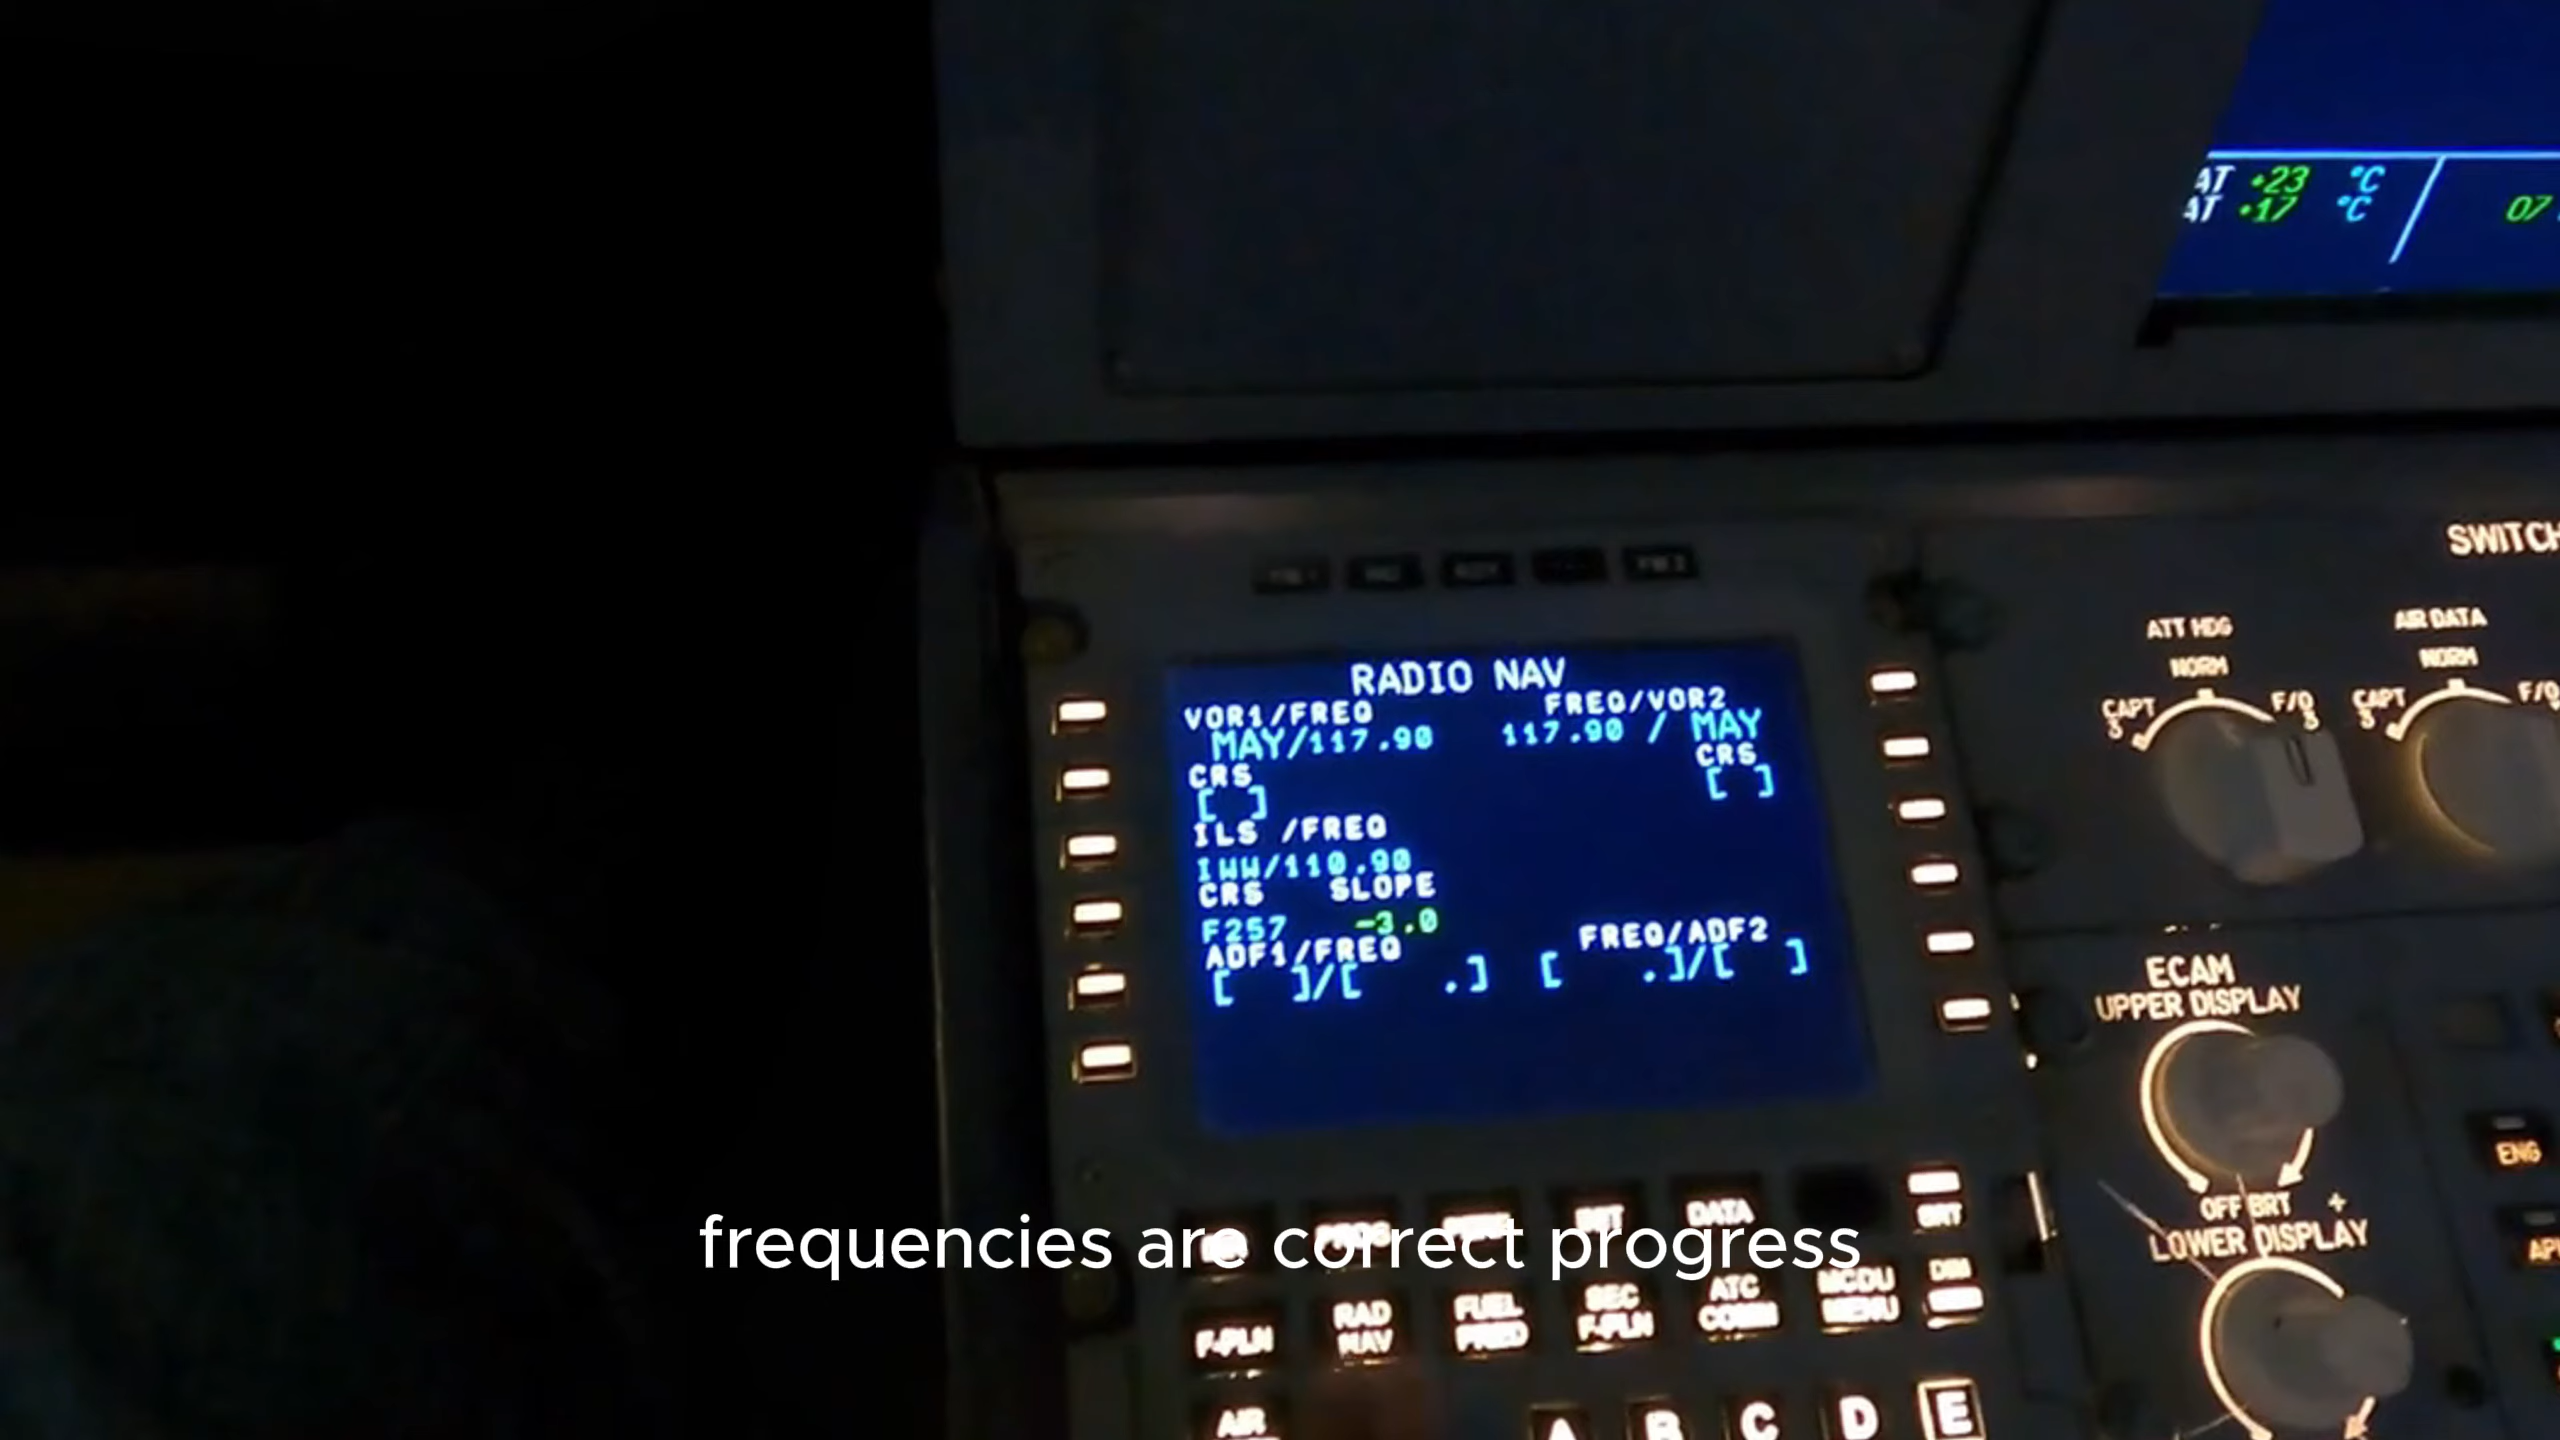 AT +23 °C
AT +17 °C
07
SWITCH
ATT HDG
NORM
CAPT
3
F/O
3
AIR DATA
NORM
CAPT
3
F/O
RADIO NAV
VOR1/FREQ FREQ/VOR2
MAY/117.90 117.90 / MAY
CRS CRS
[ ] [ ]
ILS /FREQ
IWW/110.90
CRS SLOPE
F257 -3.0
ADF1/FREQ FREQ/ADF2
[ ]/[ .] [ .]/[ ]
ECAM
UPPER DISPLAY
OFF BRT +
LOWER DISPLAY
ENG
DATA
BRT
frequencies are correct progress
F-PLN
RAD
NAV
FUEL
PRED
SEC
F-PLN
ATC
COMM
MCDU
MENU
DIM
AIR
A B C D E